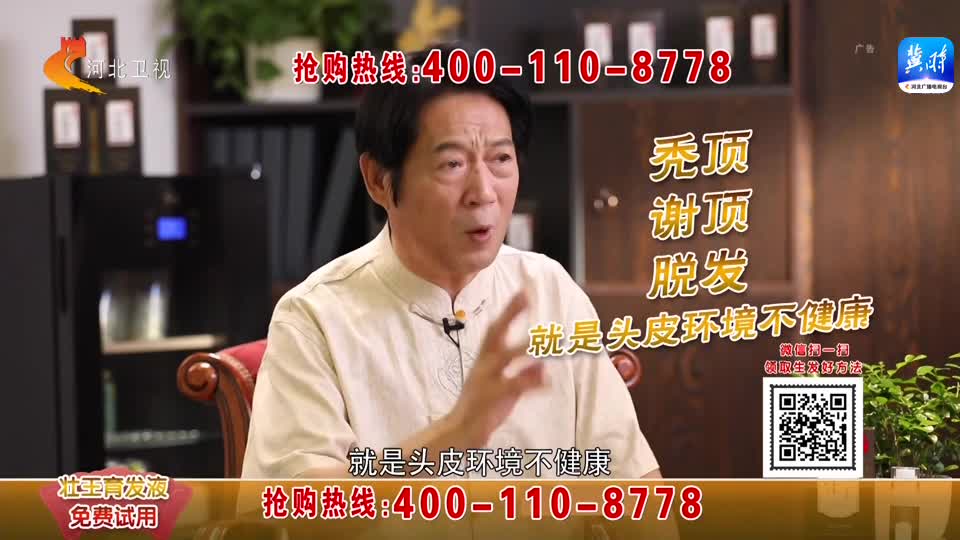 河北卫视
抢购热线:400-110-8778
广告
冀时
河北广播电视台
秃顶
谢顶
脱发
就是头皮环境不健康
微信扫一扫
领取生发好方法
就是头皮环境不健康
壮王育发液
免费试用
抢购热线:400-110-8778